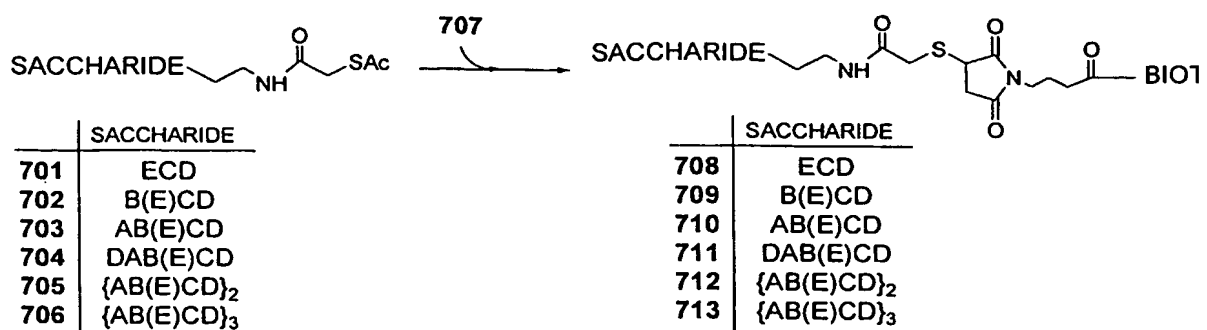 707
SACCHARIDE NH O SAc
SACCHARIDE NH O S O N O O BIOT
SACCHARIDE
701 ECD
702 B(E)CD
703 AB(E)CD
704 DAB(E)CD
705 {AB(E)CD}2
706 {AB(E)CD}3
SACCHARIDE
708 ECD
709 B(E)CD
710 AB(E)CD
711 DAB(E)CD
712 {AB(E)CD}2
713 {AB(E)CD}3